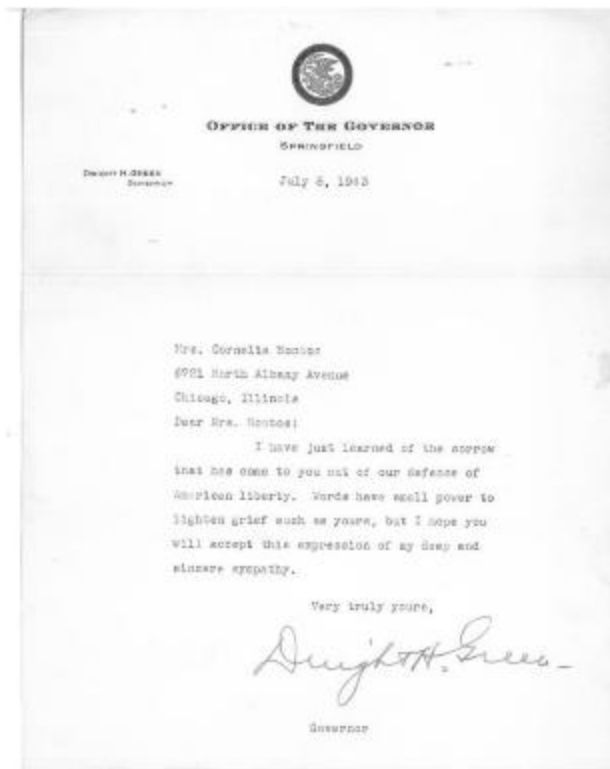 OFFICE OF THE GOVERNOR
SPRINGFIELD
DWIGHT H. GREEN
GOVERNOR
July 8, 1943
Mrs. Cornelia
North Albany Avenue
Chicago, Illinois
Dear Mrs.
I have just learned of the sorrow
that has come to you out of our defense of
American liberty. Words have small power to
lighten grief such as yours, but I hope you
will accept this expression of my deep and
sincere sympathy.
Very truly yours,
Dwight H. Green
Governor